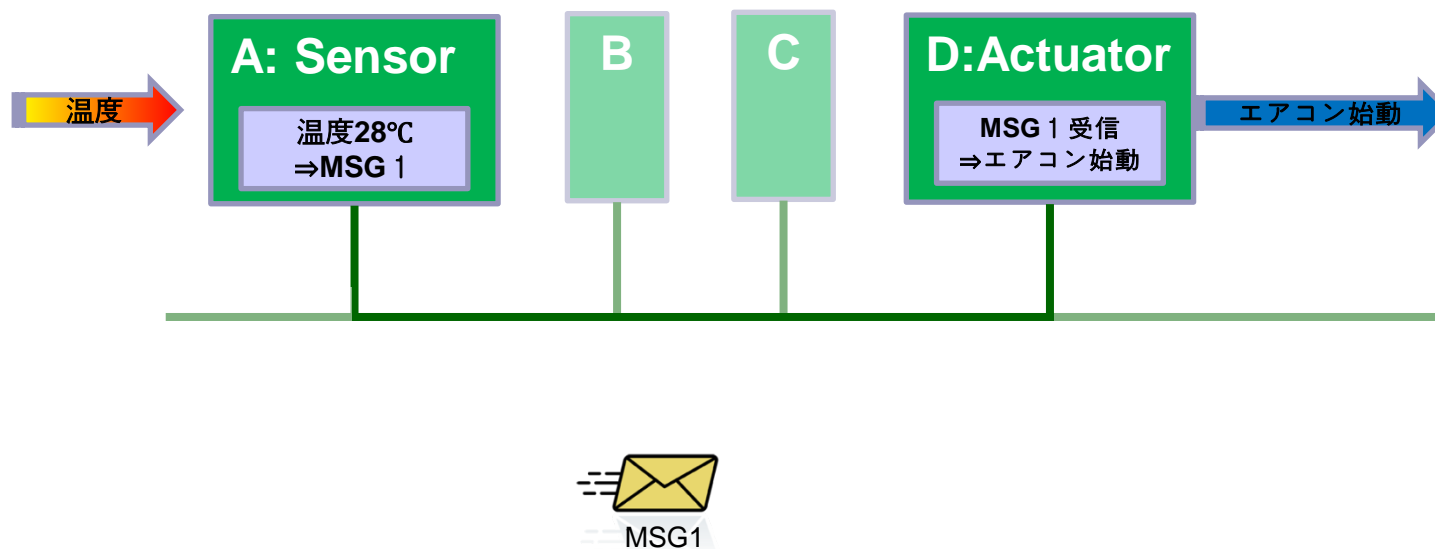 温度
A: Sensor
温度28℃
⇒MSG１
B
C
D:Actuator
MSG１受信
⇒エアコン始動
エアコン始動
MSG1